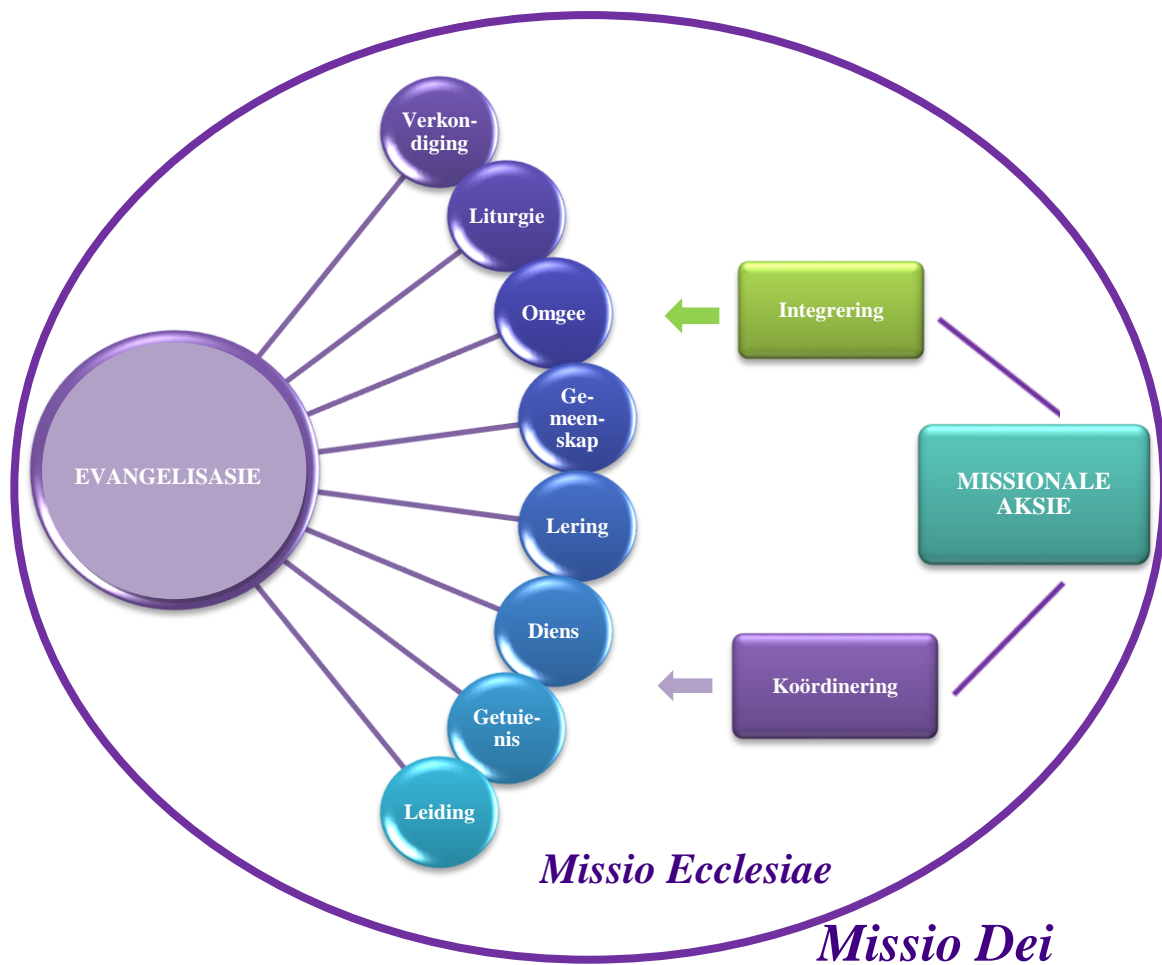 Verkon-
diging
Liturgie
Omgee
Integrering
Ge-
meen-
skap
EVANGELISASIE
MISSIONALE
AKSIE
Lering
Diens
Koördinering
Getuie-
nis
Leiding
Missio Ecclesiae
Missio Dei